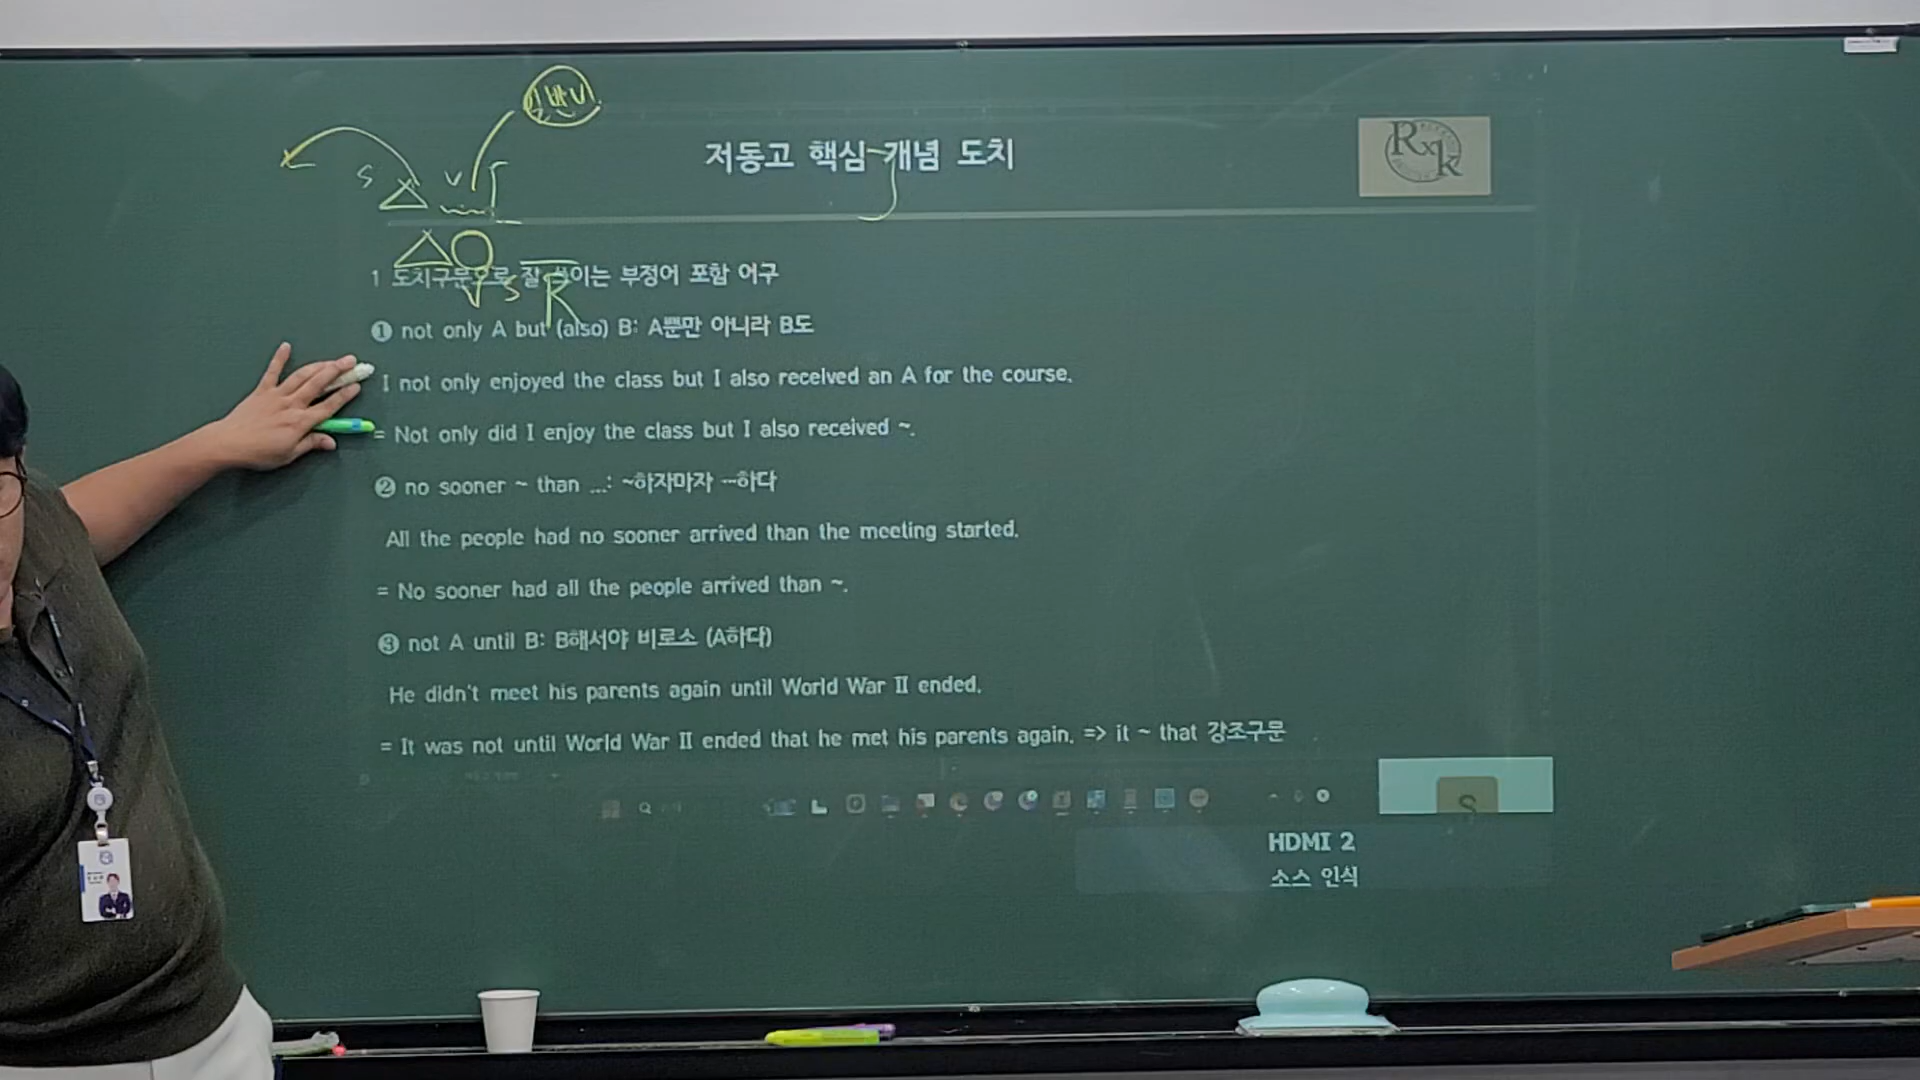 일반V
S V
저동고 핵심 개념 도치
R x k
1 도치구문으로 잘 쓰이는 부정어 포함 어구
V S R
❶ not only A but (also) B: A뿐만 아니라 B도
I not only enjoyed the class but I also received an A for the course.
= Not only did I enjoy the class but I also received ~.
❷ no sooner ~ than ...: ~하자마자 …하다
All the people had no sooner arrived than the meeting started.
= No sooner had all the people arrived than ~.
❸ not A until B: B해서야 비로소 (A하다)
He didn't meet his parents again until World War II ended.
= It was not until World War II ended that he met his parents again. => it ~ that 강조구문
S
HDMI 2
소스 인식